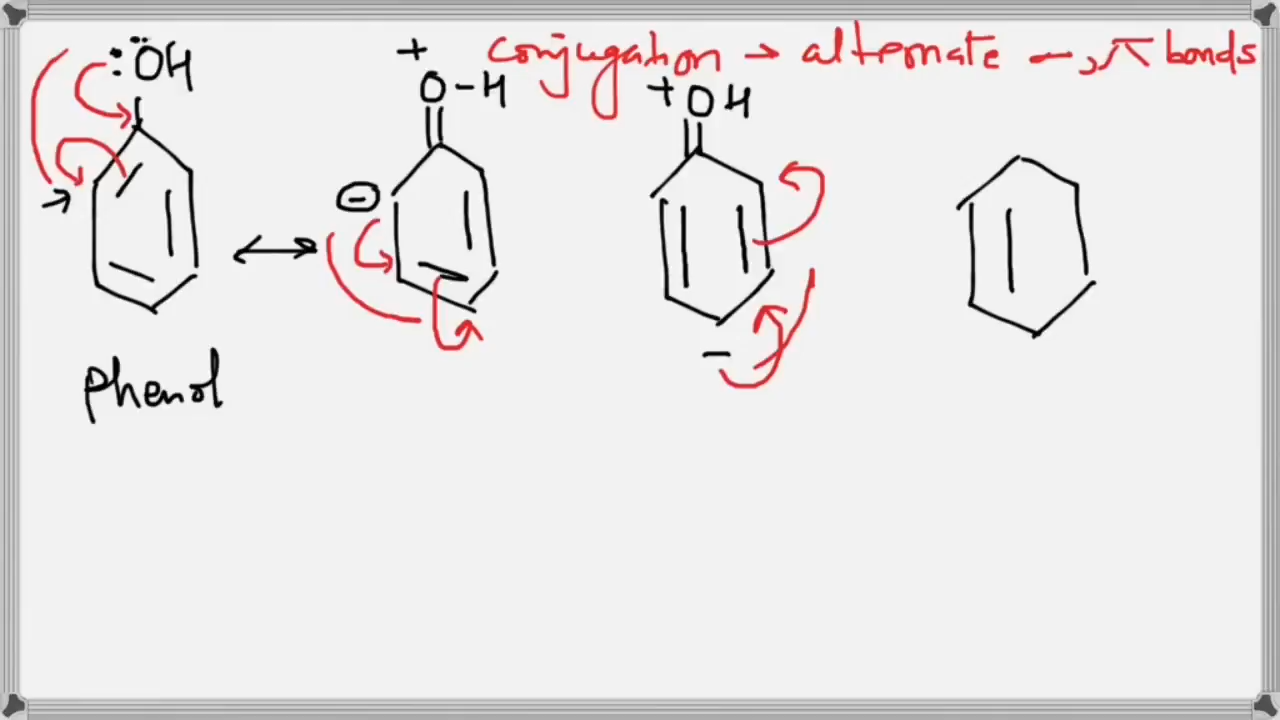 conjugation → alternate –, π bonds
:ÖH
+
O-H
+OH
⊖
–
phenol